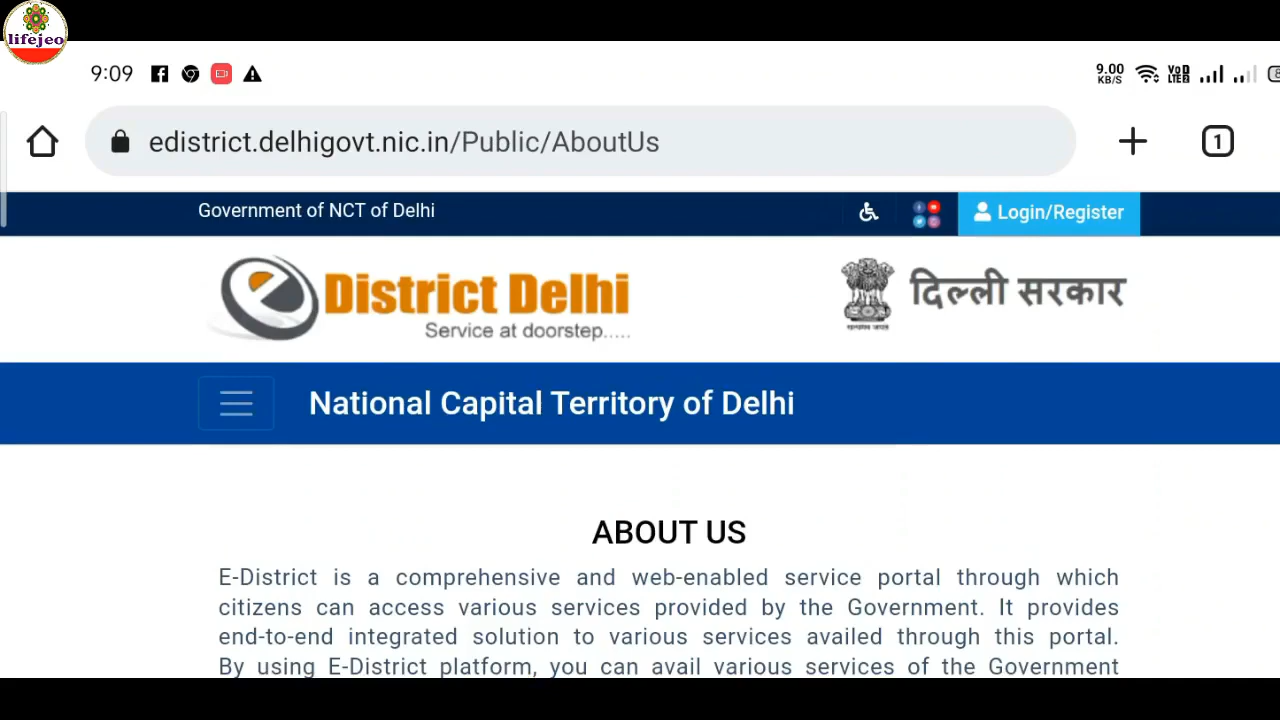 lifejeo
9:09
9.00
KB/S
Vo
LTE2
edistrict.delhigovt.nic.in/Public/AboutUs
1
Government of NCT of Delhi
Login/Register
e District Delhi
Service at doorstep.....
दिल्ली सरकार
National Capital Territory of Delhi
ABOUT US
E-District is a comprehensive and web-enabled service portal through which
citizens can access various services provided by the Government. It provides
end-to-end integrated solution to various services availed through this portal.
By using E-District platform, you can avail various services of the Government